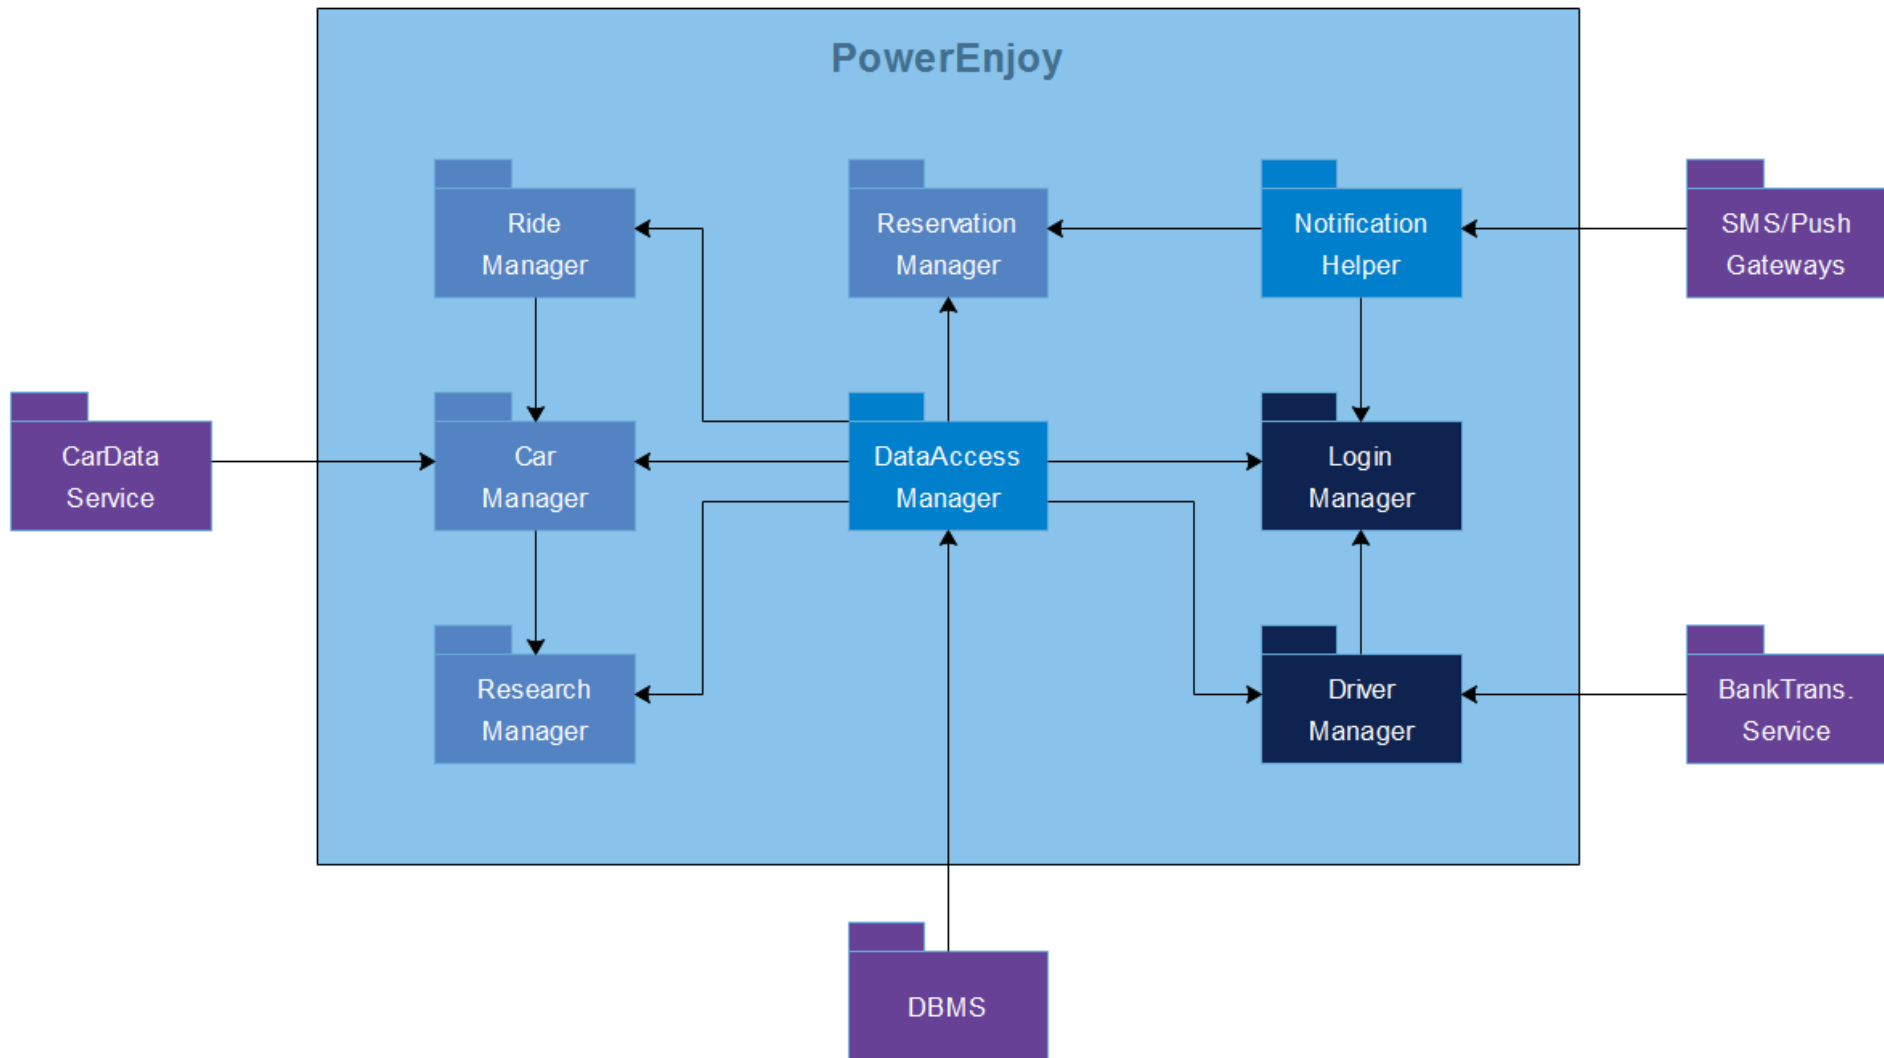 PowerEnjoy
Ride
Manager
Reservation
Manager
Notification
Helper
SMS/Push
Gateways
CarData
Service
Car
Manager
DataAccess
Manager
Login
Manager
Research
Manager
Driver
Manager
BankTrans.
Service
DBMS